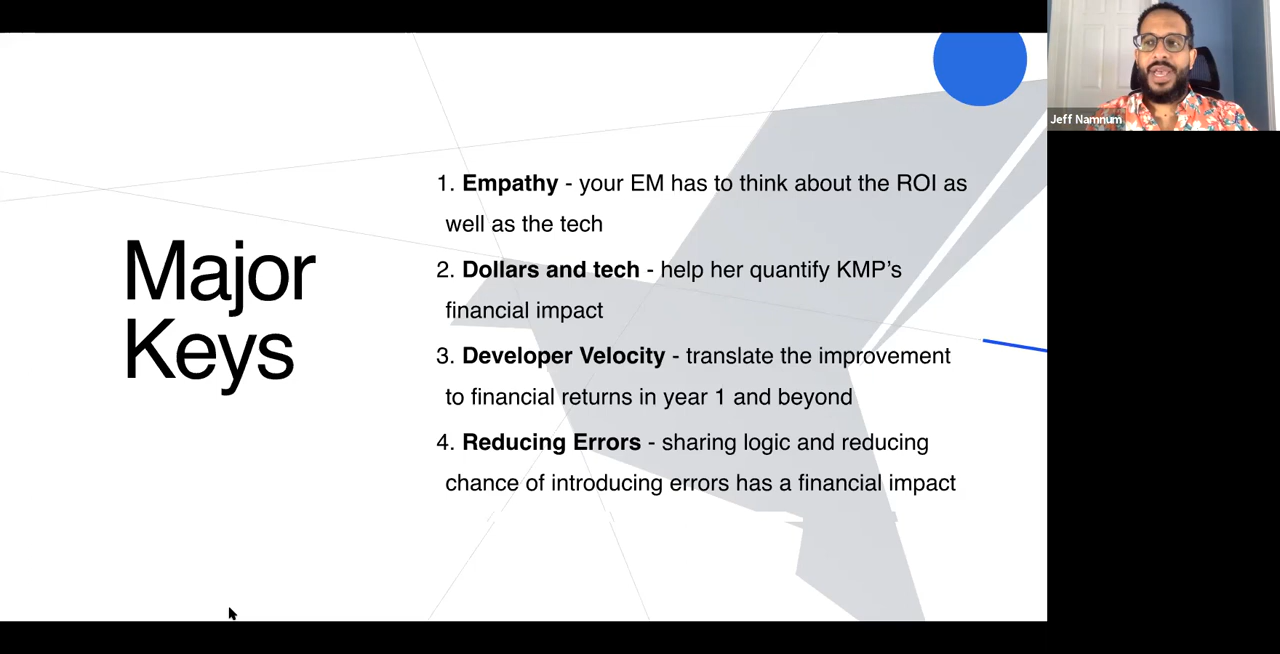 Jeff Namnum
Major
Keys
1. Empathy - your EM has to think about the ROI as
well as the tech
2. Dollars and tech - help her quantify KMP’s
financial impact
3. Developer Velocity - translate the improvement
to financial returns in year 1 and beyond
4. Reducing Errors - sharing logic and reducing
chance of introducing errors has a financial impact